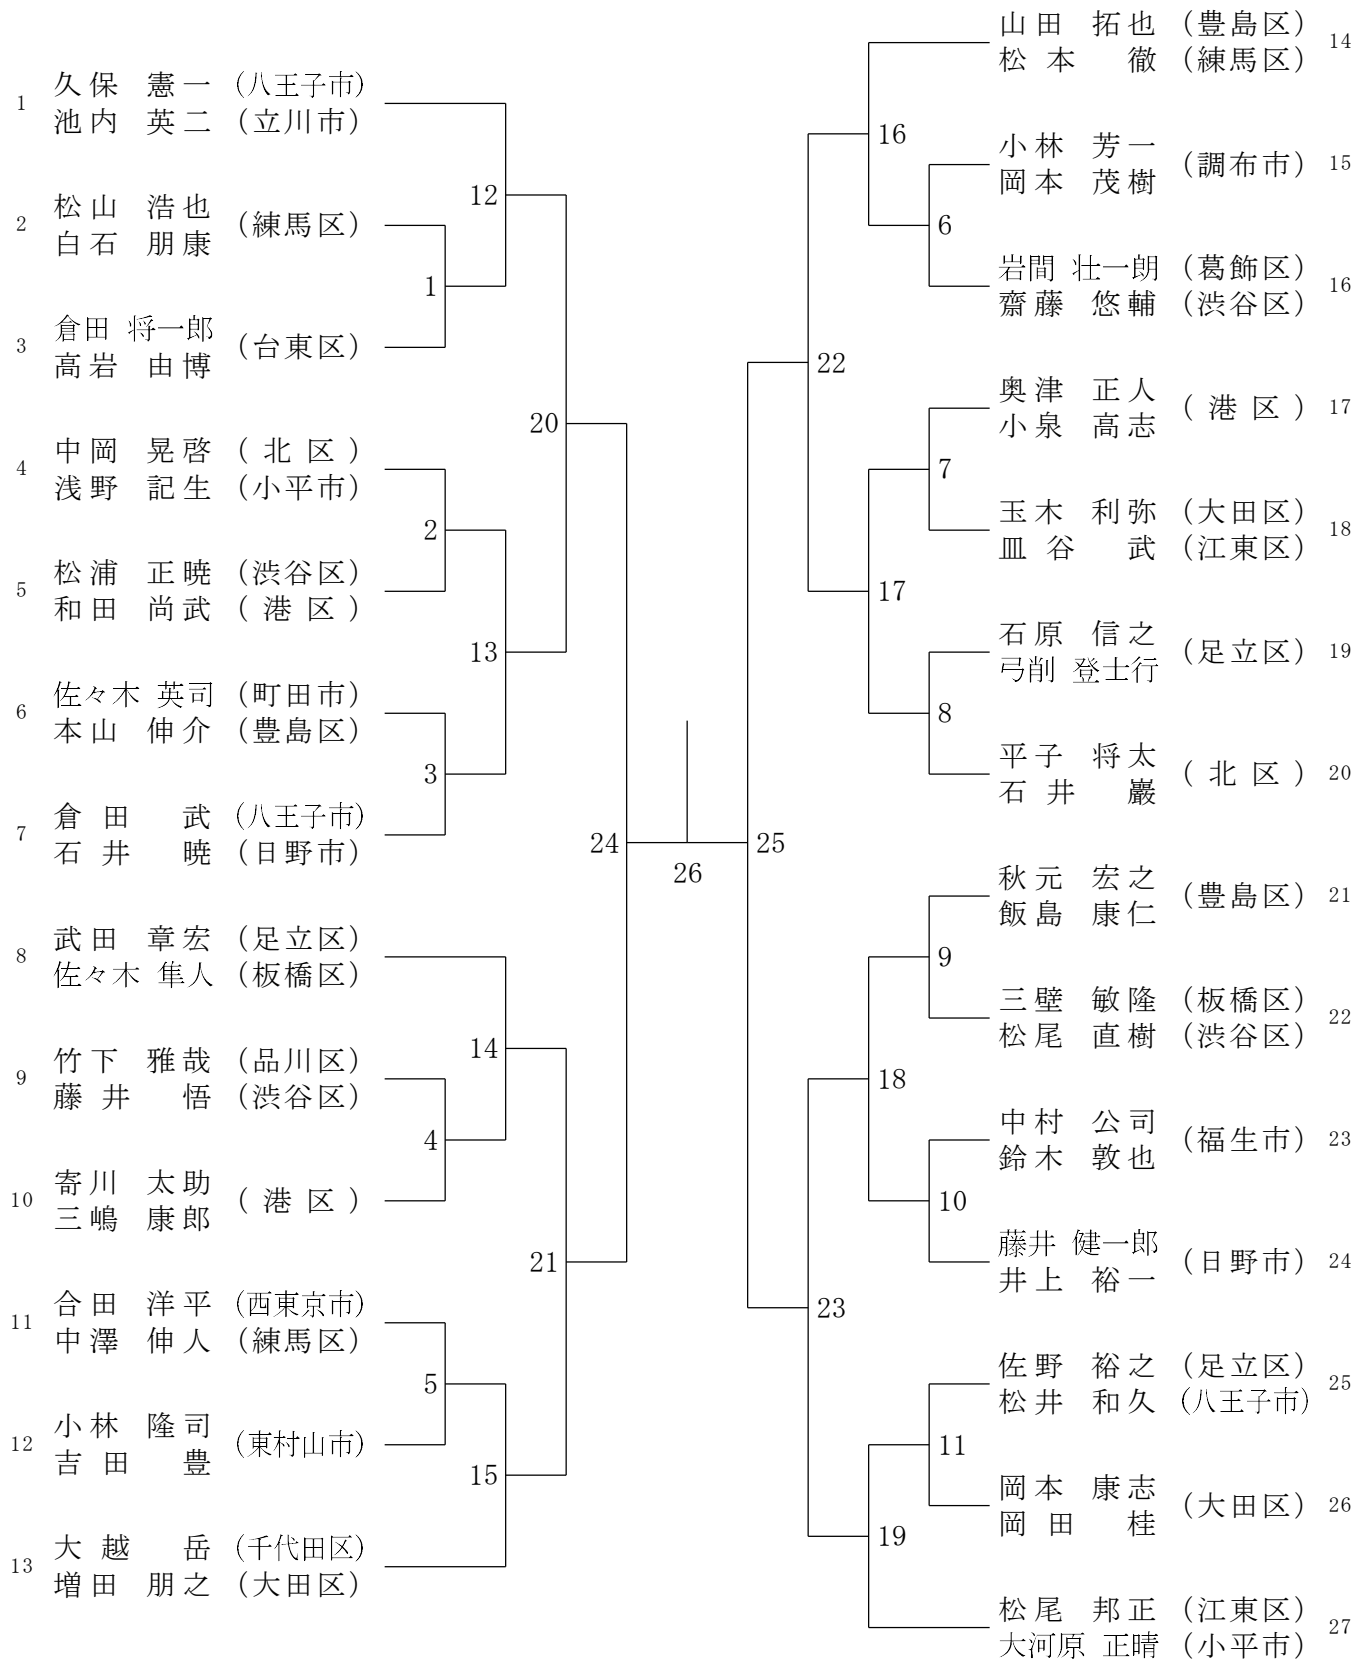 1 久保 憲一 (八王子市)
池内 英二 (立川市)
2 松山 浩也 (練馬区)
白石 朋康
3 倉田 将一郎 (台東区)
高岩 由博
4 中岡 晃啓 (北区)
浅野 記生 (小平市)
5 松浦 正暁 (渋谷区)
和田 尚武 (港区)
6 佐々木 英司 (町田市)
本山 伸介 (豊島区)
7 倉田 武 (八王子市)
石井 暁 (日野市)
8 武田 章宏 (足立区)
佐々木 隼人 (板橋区)
9 竹下 雅哉 (品川区)
藤井 悟 (渋谷区)
10 寄川 太助 (港区)
三嶋 康郎
11 合田 洋平 (西東京市)
中澤 伸人 (練馬区)
12 小林 隆司 (東村山市)
吉田 豊
13 大越 岳 (千代田区)
増田 朋之 (大田区)
1
2
3
4
5
12
13
14
15
20
21
24
26
25
22
23
16
17
18
19
6
7
8
9
10
11
山田 拓也 (豊島区) 14
松本 徹 (練馬区)
小林 芳一 (調布市) 15
岡本 茂樹
岩間 壮一朗 (葛飾区) 16
齋藤 悠輔 (渋谷区)
奥津 正人 (港区) 17
小泉 高志
玉木 利弥 (大田区) 18
皿谷 武 (江東区)
石原 信之 (足立区) 19
弓削 登士行
平子 将太 (北区) 20
石井 巖
秋元 宏之 (豊島区) 21
飯島 康仁
三壁 敏隆 (板橋区) 22
松尾 直樹 (渋谷区)
中村 公司 (福生市) 23
鈴木 敦也
藤井 健一郎 (日野市) 24
井上 裕一
佐野 裕之 (足立区) 25
松井 和久 (八王子市)
岡本 康志 (大田区) 26
岡田 桂
松尾 邦正 (江東区) 27
大河原 正晴 (小平市)